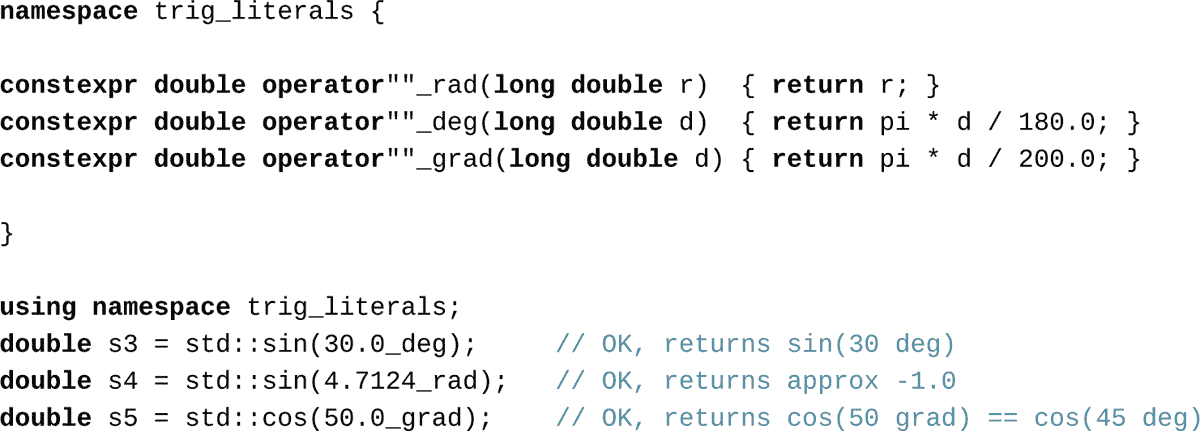 namespace trig_literals {
constexpr double operator""_rad(long double r)  { return r; }
constexpr double operator""_deg(long double d)  { return pi * d / 180.0; }
constexpr double operator""_grad(long double d) { return pi * d / 200.0; }
}
using namespace trig_literals;
double s3 = std::sin(30.0_deg);     // OK, returns sin(30 deg)
double s4 = std::sin(4.7124_rad);   // OK, returns approx -1.0
double s5 = std::cos(50.0_grad);    // OK, returns cos(50 grad) == cos(45 deg)